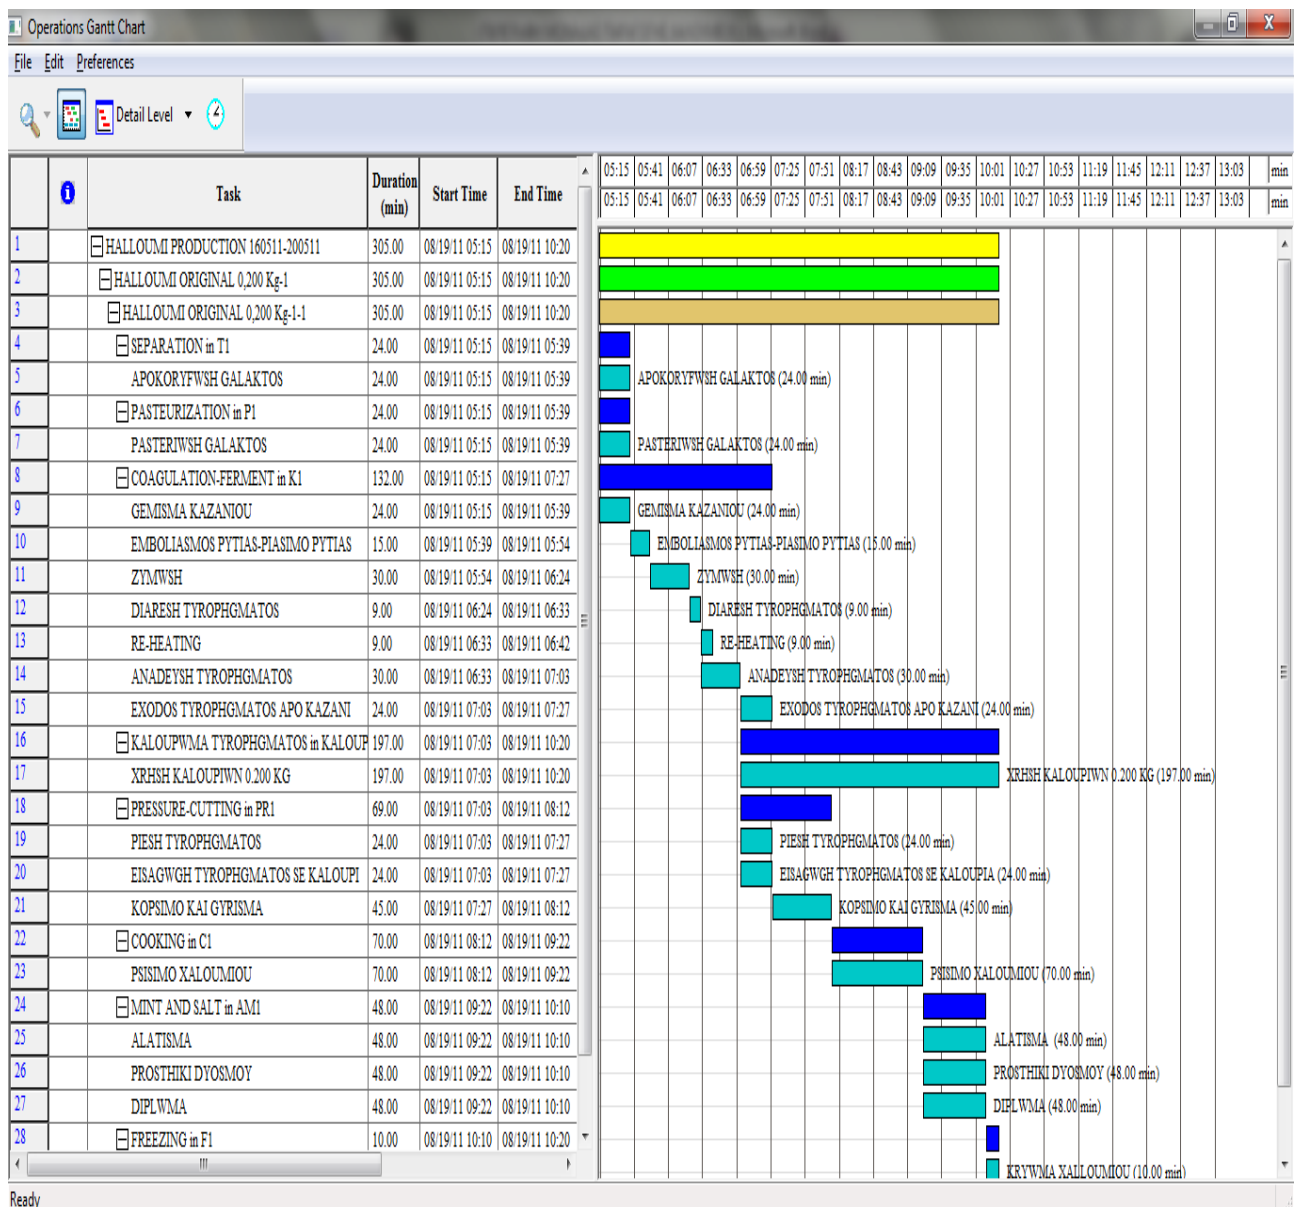 Operations Gantt Chart
File Edit Preferences
Detail Level
Task Duration (min) Start Time End Time
05:15 05:41 06:07 06:33 06:59 07:25 07:51 08:17 08:43 09:09 09:35 10:01 10:27 10:53 11:19 11:45 12:11 12:37 13:03 min
05:15 05:41 06:07 06:33 06:59 07:25 07:51 08:17 08:43 09:09 09:35 10:01 10:27 10:53 11:19 11:45 12:11 12:37 13:03 min
1 HALLOUMI PRODUCTION 160511-200511 305.00 08/19/11 05:15 08/19/11 10:20
2 HALLOUMI ORIGINAL 0,200 Kg-1 305.00 08/19/11 05:15 08/19/11 10:20
3 HALLOUMI ORIGINAL 0,200 Kg-1-1 305.00 08/19/11 05:15 08/19/11 10:20
4 SEPARATION in T1 24.00 08/19/11 05:15 08/19/11 05:39
5 APOKORYFWSH GALAKTOS 24.00 08/19/11 05:15 08/19/11 05:39 APOKORYFWSH GALAKTOS (24.00 min)
6 PASTEURIZATION in P1 24.00 08/19/11 05:15 08/19/11 05:39
7 PASTERIWSH GALAKTOS 24.00 08/19/11 05:15 08/19/11 05:39 PASTERIWSH GALAKTOS (24.00 min)
8 COAGULATION-FERMENT in K1 132.00 08/19/11 05:15 08/19/11 07:27
9 GEMISMA KAZANIOU 24.00 08/19/11 05:15 08/19/11 05:39 GEMISMA KAZANIOU (24.00 min)
10 EMBOLIASMOS PYTIAS-PIASIMO PYTIAS 15.00 08/19/11 05:39 08/19/11 05:54 EMBOLIASMOS PYTIAS-PIASIMO PYTIAS (15.00 min)
11 ZYMWSH 30.00 08/19/11 05:54 08/19/11 06:24 ZYMWSH (30.00 min)
12 DIARESH TYROPHGMATOS 9.00 08/19/11 06:24 08/19/11 06:33 DIARESH TYROPHGMATOS (9.00 min)
13 RE-HEATING 9.00 08/19/11 06:33 08/19/11 06:42 RE-HEATING (9.00 min)
14 ANADEYSH TYROPHGMATOS 30.00 08/19/11 06:33 08/19/11 07:03 ANADEYSH TYROPHGMATOS (30.00 min)
15 EXODOS TYROPHGMATOS APO KAZANI 24.00 08/19/11 07:03 08/19/11 07:27 EXODOS TYROPHGMATOS APO KAZANI (24.00 min)
16 KALOUPWMA TYROPHGMATOS in KALOUP 197.00 08/19/11 07:03 08/19/11 10:20
17 XRHSH KALOUPIWN 0.200 KG 197.00 08/19/11 07:03 08/19/11 10:20 XRHSH KALOUPIWN 0.200 KG (197.00 min)
18 PRESSURE-CUTTING in PR1 69.00 08/19/11 07:03 08/19/11 08:12
19 PIESH TYROPHGMATOS 24.00 08/19/11 07:03 08/19/11 07:27 PIESH TYROPHGMATOS (24.00 min)
20 EISAGWGH TYROPHGMATOS SE KALOUPI 24.00 08/19/11 07:03 08/19/11 07:27 EISAGWGH TYROPHGMATOS SE KALOUPIA (24.00 min)
21 KOPSIMO KAI GYRISMA 45.00 08/19/11 07:27 08/19/11 08:12 KOPSIMO KAI GYRISMA (45.00 min)
22 COOKING in C1 70.00 08/19/11 08:12 08/19/11 09:22
23 PSISIMO XALOUMIOU 70.00 08/19/11 08:12 08/19/11 09:22 PSISIMO XALOUMIOU (70.00 min)
24 MINT AND SALT in AM1 48.00 08/19/11 09:22 08/19/11 10:10
25 ALATISMA 48.00 08/19/11 09:22 08/19/11 10:10 ALATISMA (48.00 min)
26 PROSTHIKI DYOSMOY 48.00 08/19/11 09:22 08/19/11 10:10 PROSTHIKI DYOSMOY (48.00 min)
27 DIPLWMA 48.00 08/19/11 09:22 08/19/11 10:10 DIPLWMA (48.00 min)
28 FREEZING in F1 10.00 08/19/11 10:10 08/19/11 10:20
KRYWMA XALLOUMIOU (10.00 min)
Ready